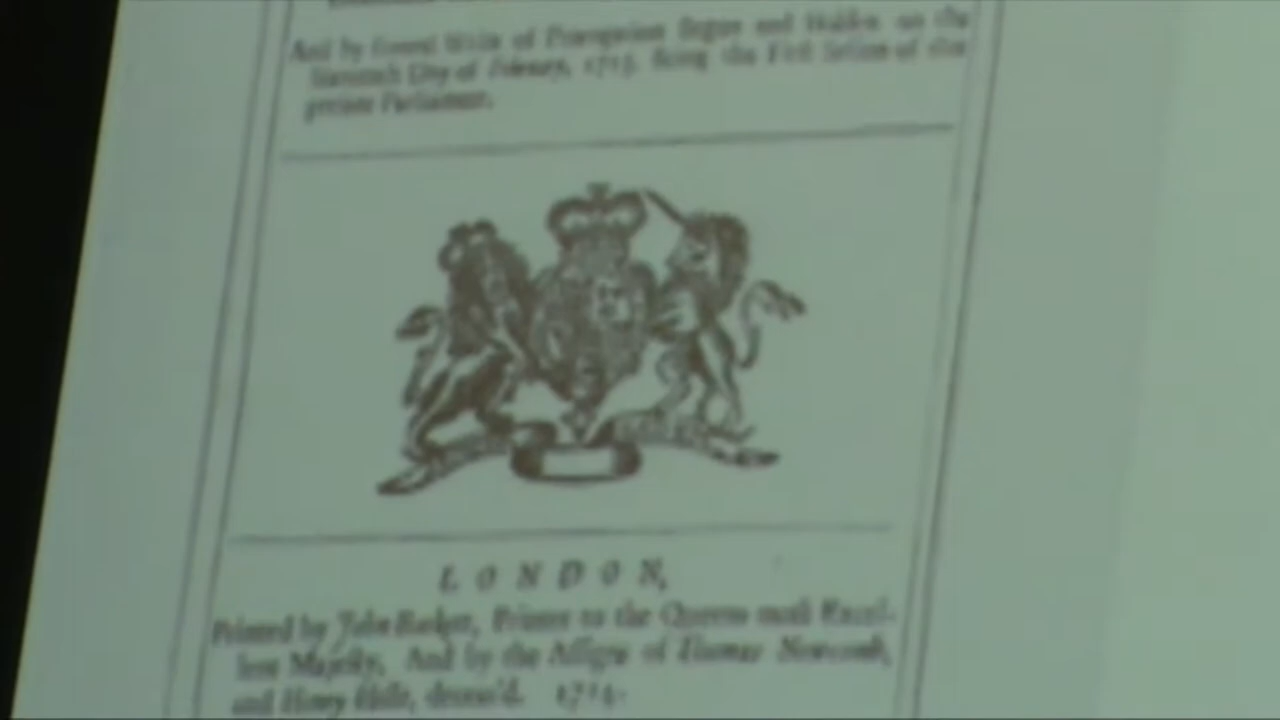 And by several Writs of Prorogation Begun and Holden on the
Sixteenth Day of February, 1713. Being the First Session of this
present Parliament.
LONDON,
Printed by John Basket, Printer to the Queens most Excel-
lent Majesty, And by the Assigns of Thomas Newcomb,
and Henry Hills, deceas'd. 1714.